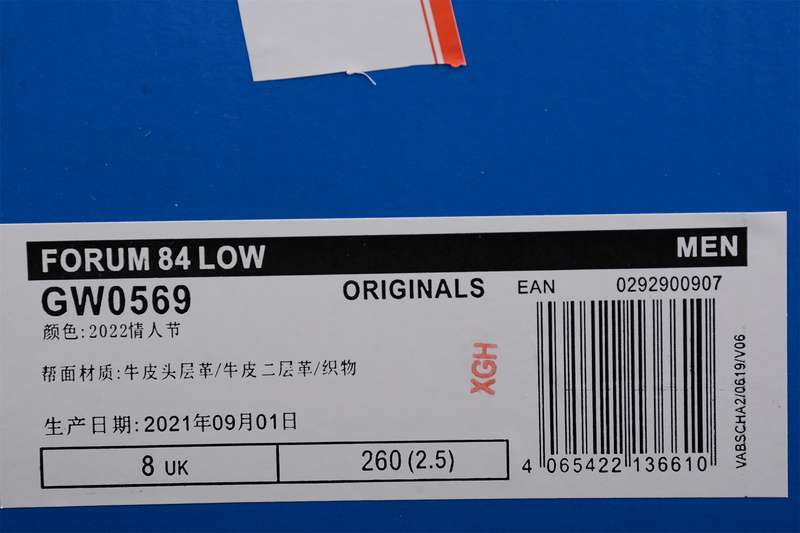 FORUM 84 LOW MEN
GW0569 ORIGINALS EAN 0292900907
颜色:2022情人节
帮面材质:牛皮头层革/牛皮二层革/织物
XGH
生产日期:2021年09月01日
8 UK 260 (2.5)
4 065422 136610
VABSCHA2/0619/V06